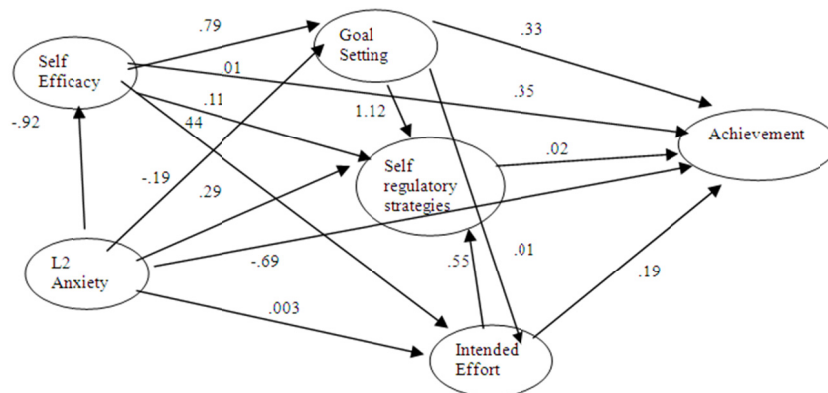 .79
Goal
Setting
.33
Self
Efficacy
01
.35
.11
-.92
44
1.12
Achievement
.02
-.19
.29
Self
regulatory
strategies
L2
Anxiety
-.69
.55
.01
.19
.003
Intended
Effort